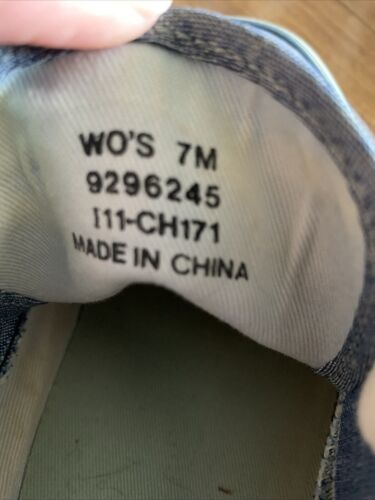 WO'S 7M
9296245
I11-CH171
MADE IN CHINA